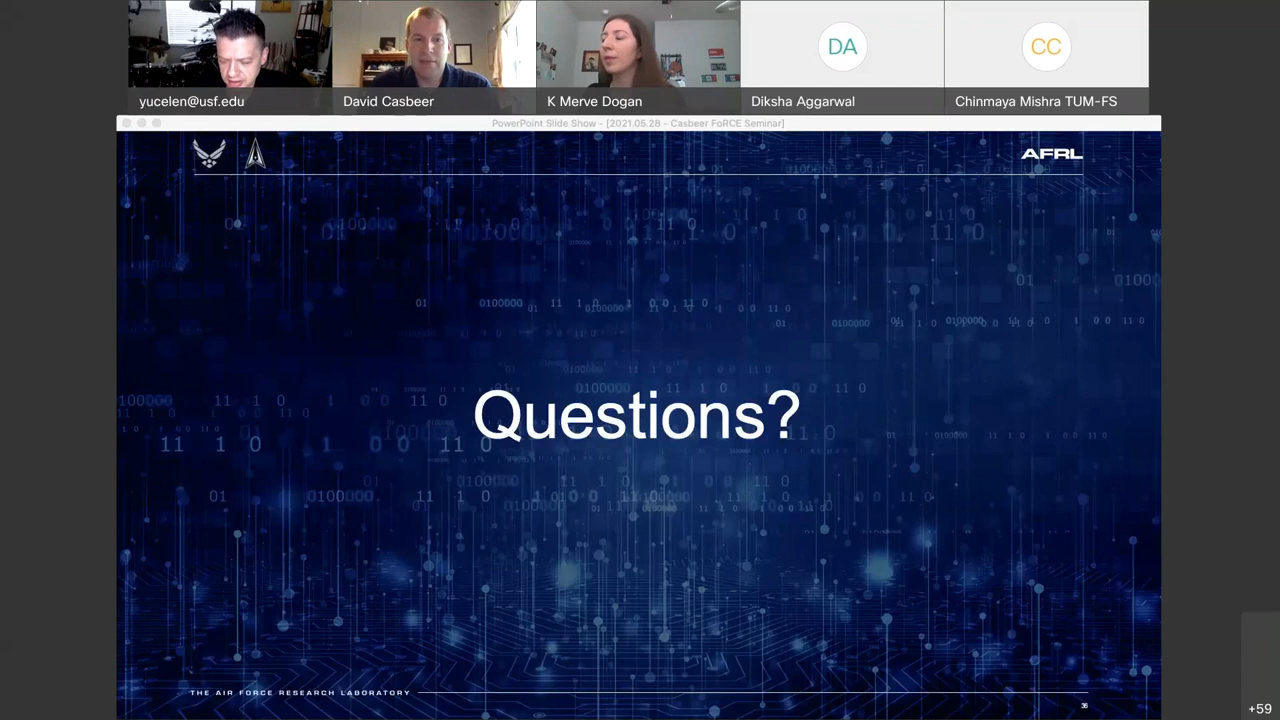 yucelen@usf.edu
David Casbeer
K Merve Dogan
DA
Diksha Aggarwal
CC
Chinmaya Mishra TUM-FS
PowerPoint Slide Show - [2021.05.28 - Casbeer FoRCE Seminar]
AFRL
Questions?
THE AIR FORCE RESEARCH LABORATORY
36
+59